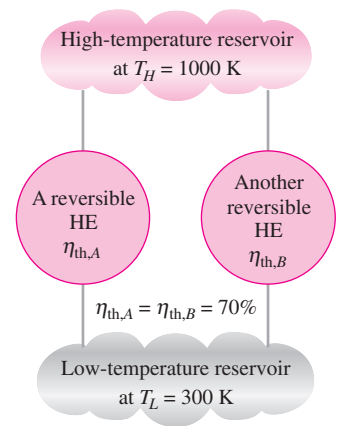 High-temperature reservoir
at T_H = 1000 K
A reversible
HE
η_th,A
Another
reversible
HE
η_th,B
η_th,A = η_th,B = 70%
Low-temperature reservoir
at T_L = 300 K